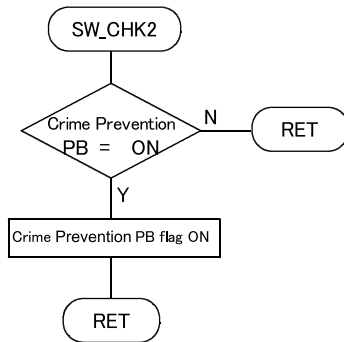 SW_CHK2
Crime Prevention
PB = ON
N
RET
Y
Crime Prevention PB flag ON
RET